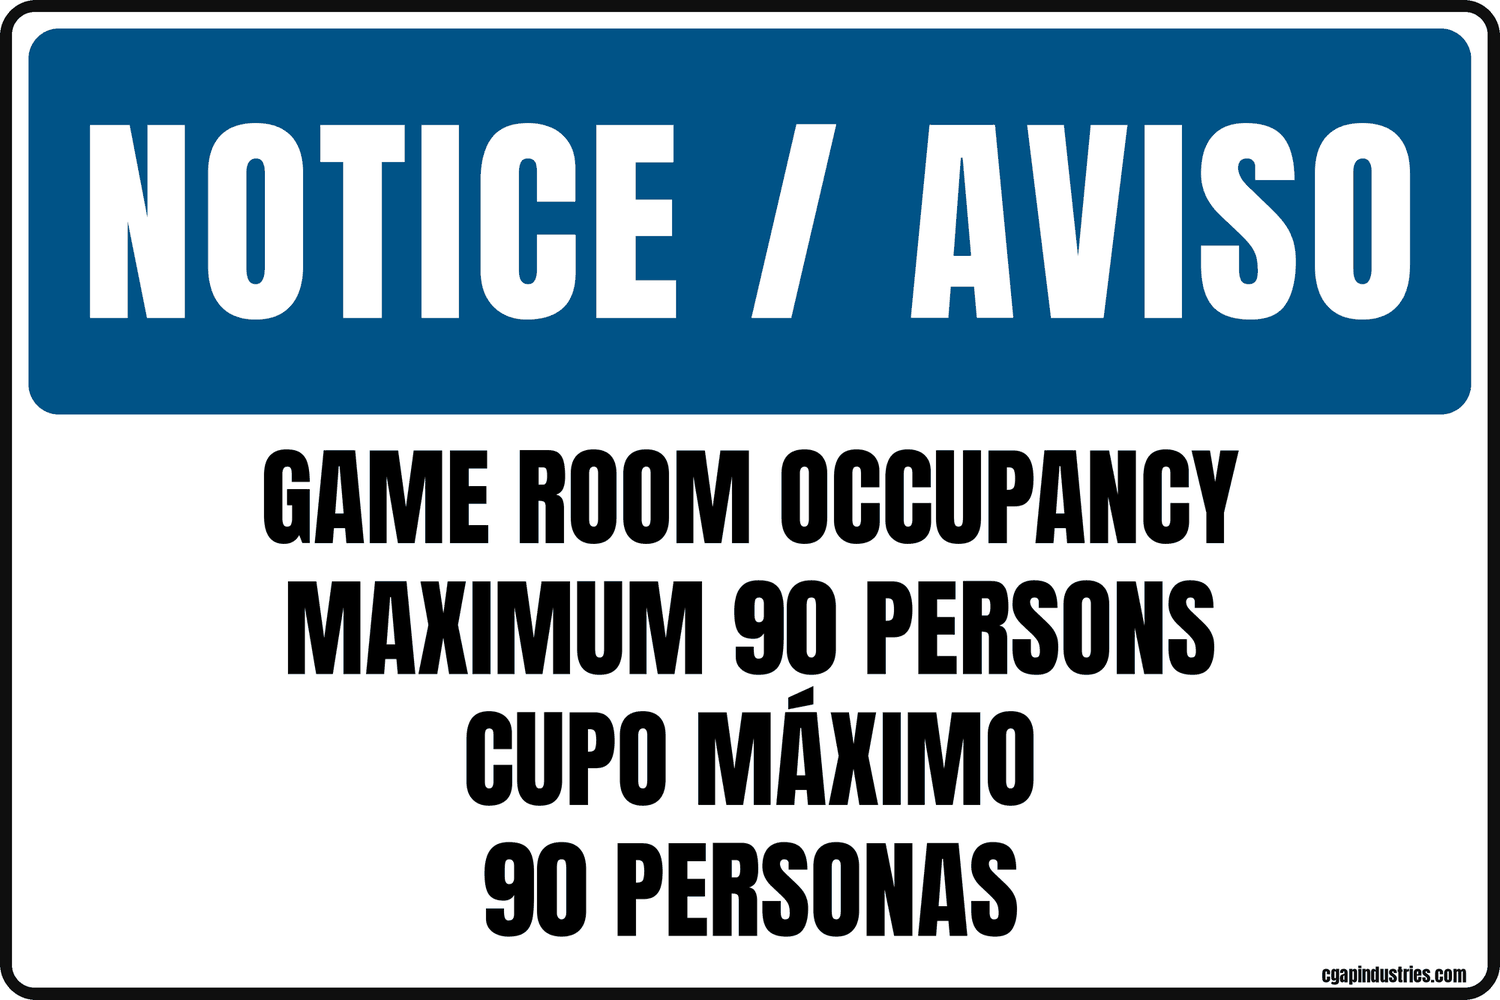 NOTICE / AVISO
GAME ROOM OCCUPANCY
MAXIMUM 90 PERSONS
CUPO MÁXIMO
90 PERSONAS
cgapindustries.com